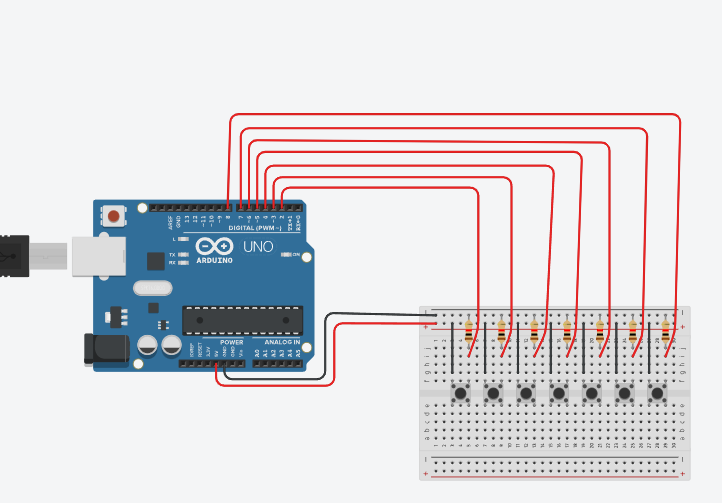 AREF
GND
13
12
~11
~10
~9
8
7
~6
~5
4
~3
2
TX→1
RX←0
DIGITAL (PWM ~)
L
TX
RX
UNO
ON
ARDUINO
POWER
ANALOG IN
IOREF
RESET
3.3V
5V
GND
GND
Vin
A0
A1
A2
A3
A4
A5
j
i
h
g
f
e
d
c
b
a